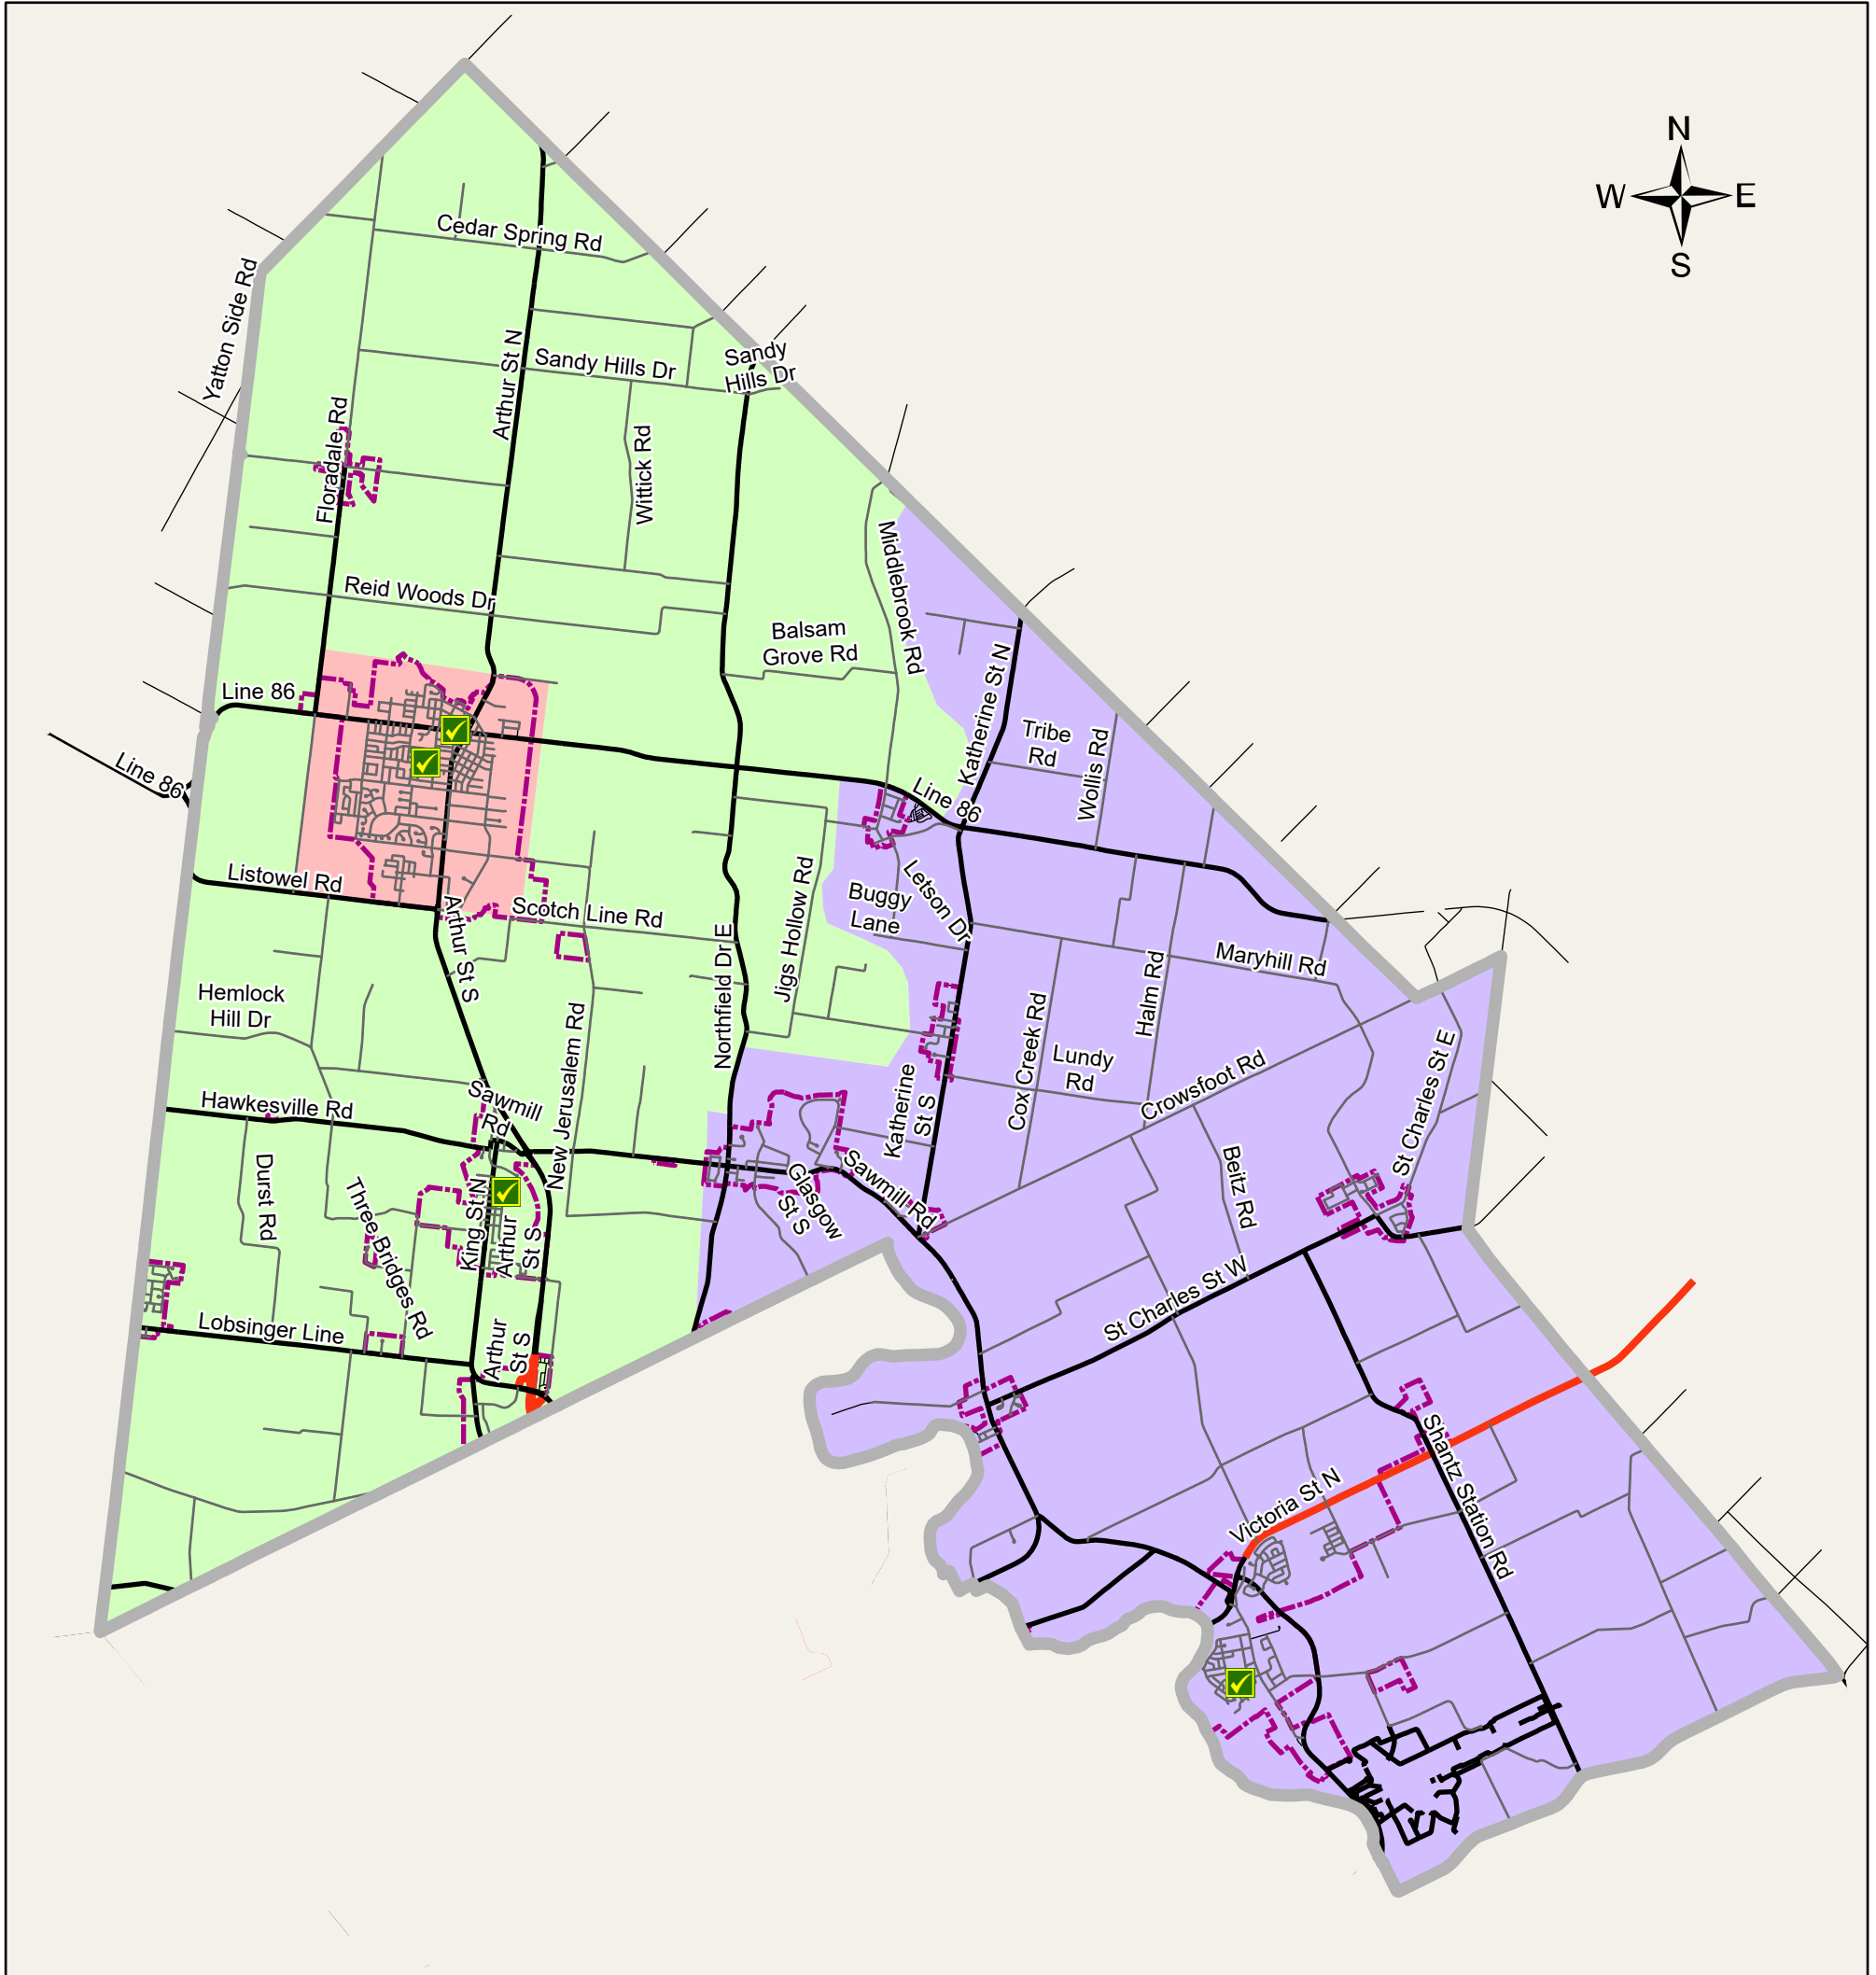 N
W
E
S
Cedar Spring Rd
Yatton Side Rd
Arthur St N
Sandy Hills Dr
Sandy
Hills Dr
Floradale Rd
Wittick Rd
Middlebrook Rd
Reid Woods Dr
Balsam
Grove Rd
Katherine St N
Line 86
Tribe
Rd
Wollis Rd
Line 86
Line 86
Listowel Rd
Arthur St S
Scotch Line Rd
Jigs Hollow Rd
Buggy
Lane
Letson Dr
Northfield Dr E
Maryhill Rd
Halm Rd
Hemlock
Hill Dr
New Jerusalem Rd
Cox Creek Rd
Lundy
Rd
Crowsfoot Rd
St Charles St E
Katherine
St S
Hawkesville Rd
Sawmill
Rd
Durst Rd
Three Bridges Rd
King St N
Arthur
St S
Glasgow
St S
Sawmill Rd
Beitz Rd
St Charles St W
Lobsinger Line
Arthur
St S
Victoria St N
Shantz Station Rd